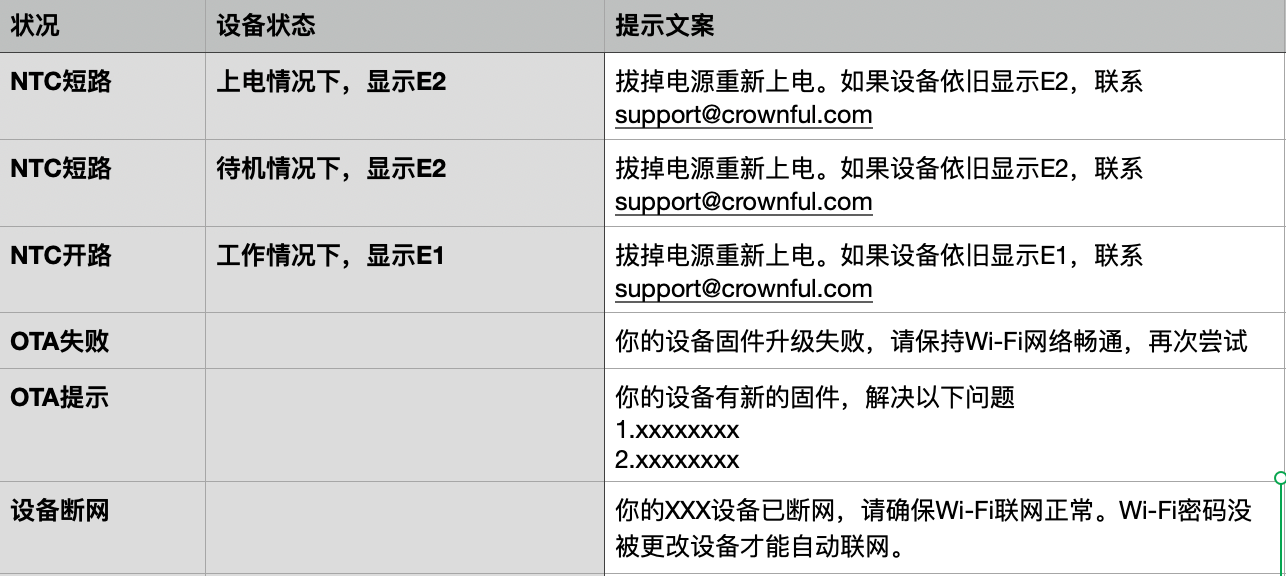 状况 设备状态 提示文案
NTC短路 上电情况下，显示E2 拔掉电源重新上电。如果设备依旧显示E2，联系
support@crownful.com
NTC短路 待机情况下，显示E2 拔掉电源重新上电。如果设备依旧显示E2，联系
support@crownful.com
NTC开路 工作情况下，显示E1 拔掉电源重新上电。如果设备依旧显示E1，联系
support@crownful.com
OTA失败 你的设备固件升级失败，请保持Wi-Fi网络畅通，再次尝试
OTA提示 你的设备有新的固件，解决以下问题
1.xxxxxxxx
2.xxxxxxxx
设备断网 你的XXX设备已断网，请确保Wi-Fi联网正常。Wi-Fi密码没
被更改设备才能自动联网。